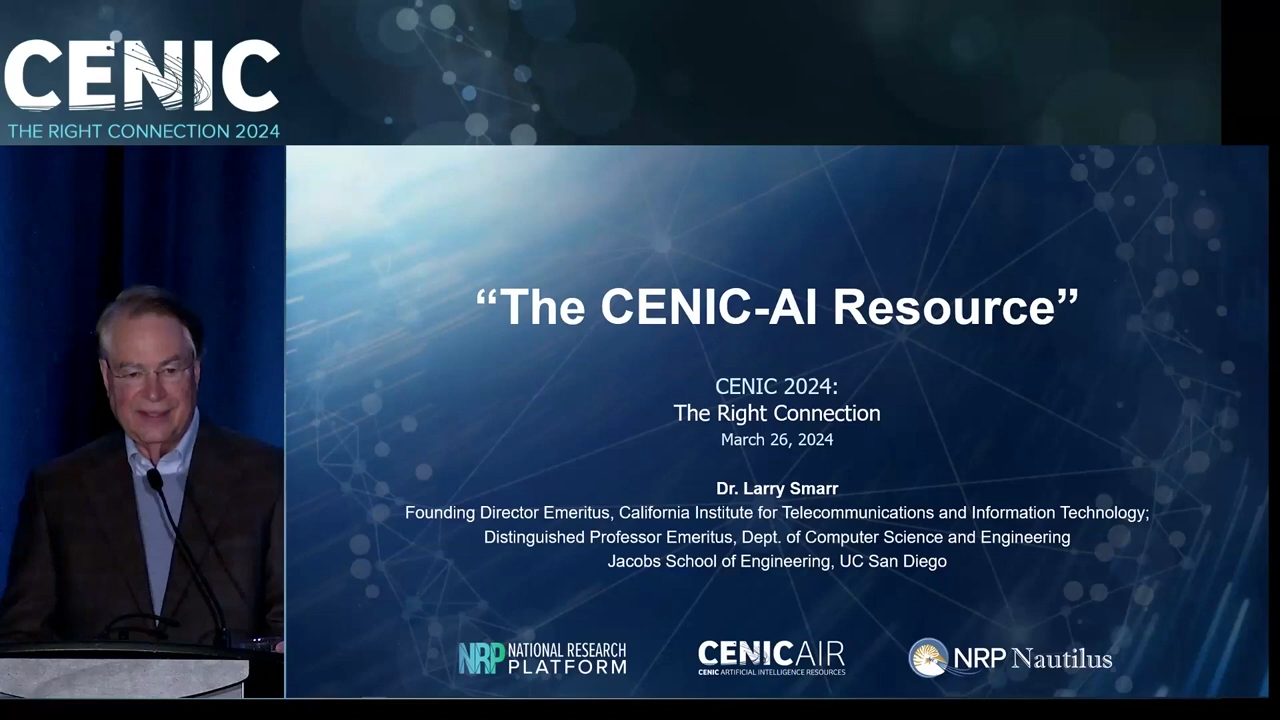 CENIC
THE RIGHT CONNECTION 2024
“The CENIC-AI Resource”
CENIC 2024:
The Right Connection
March 26, 2024
Dr. Larry Smarr
Founding Director Emeritus, California Institute for Telecommunications and Information Technology;
Distinguished Professor Emeritus, Dept. of Computer Science and Engineering
Jacobs School of Engineering, UC San Diego
NRP NATIONAL RESEARCH PLATFORM
CENIC AIR
CENIC ARTIFICIAL INTELLIGENCE RESOURCES
NRP Nautilus